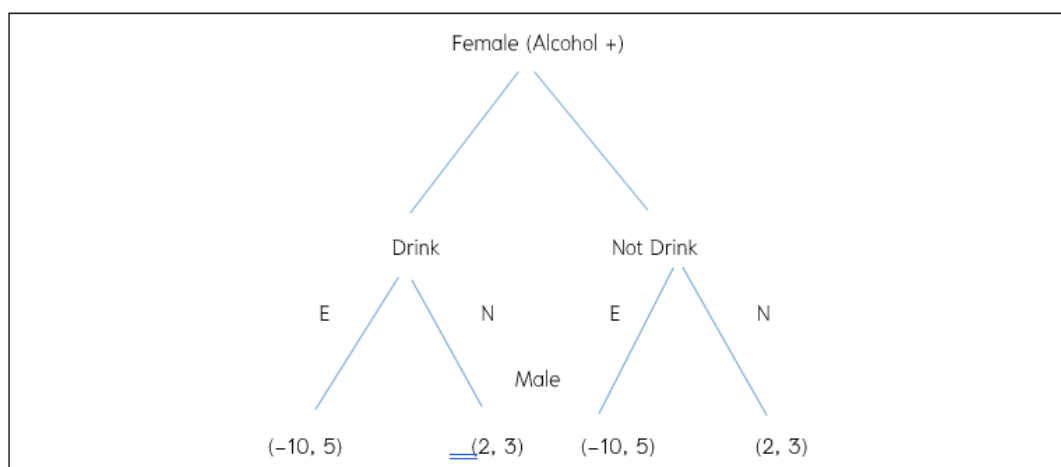 Female (Alcohol +)
Drink Not Drink
E N E N
Male
(-10, 5) (2, 3) (-10, 5) (2, 3)